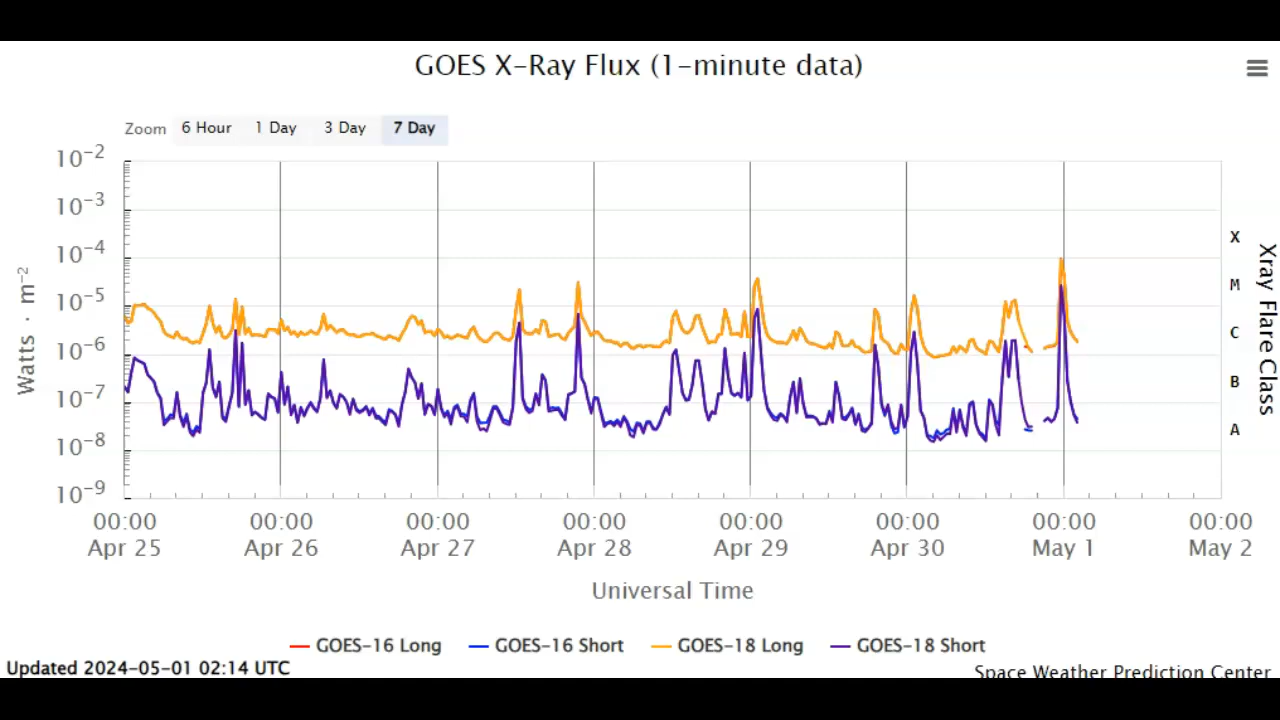 GOES X-Ray Flux (1-minute data)
Zoom 6 Hour 1 Day 3 Day 7 Day
10-2
10-3
10-4
10-5
10-6
10-7
10-8
10-9
Watts · m-2
X
M
C
B
A
Xray Flare Class
00:00 00:00 00:00 00:00 00:00 00:00 00:00 00:00
Apr 25 Apr 26 Apr 27 Apr 28 Apr 29 Apr 30 May 1 May 2
Universal Time
GOES-16 Long GOES-16 Short GOES-18 Long GOES-18 Short
Updated 2024-05-01 02:14 UTC
Space Weather Prediction Center